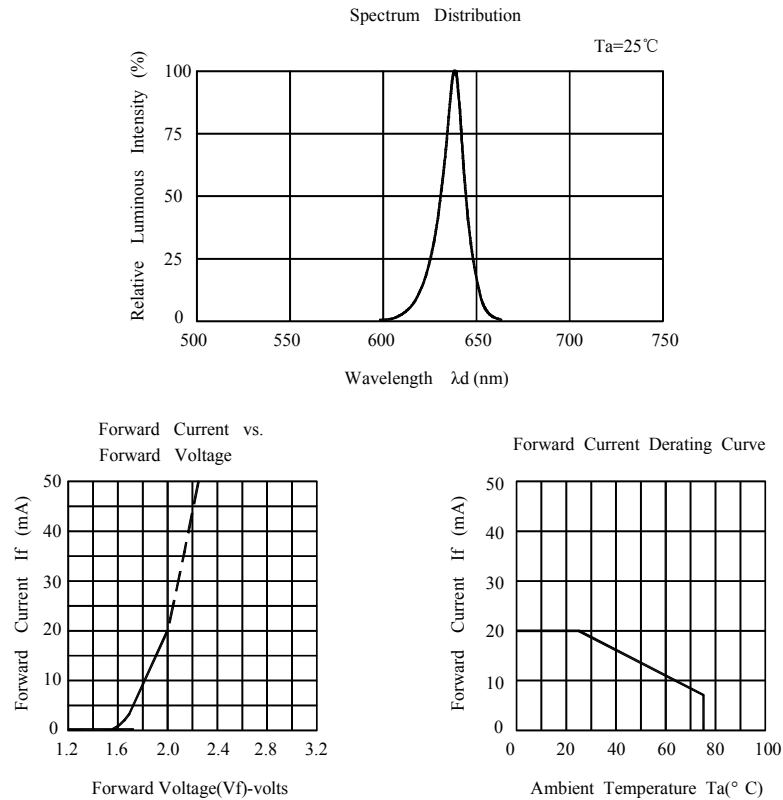 Spectrum Distribution
Ta=25℃
Relative Luminous Intensity (%)
100
75
50
25
0
500 550 600 650 700 750
Wavelength λd (nm)
Forward Current vs.
Forward Voltage
Forward Current If (mA)
50
40
30
20
10
0
1.2 1.6 2.0 2.4 2.8 3.2
Forward Voltage(Vf)-volts
Forward Current Derating Curve
Forward Current If (mA)
50
40
30
20
10
0
0 20 40 60 80 100
Ambient Temperature Ta(° C)